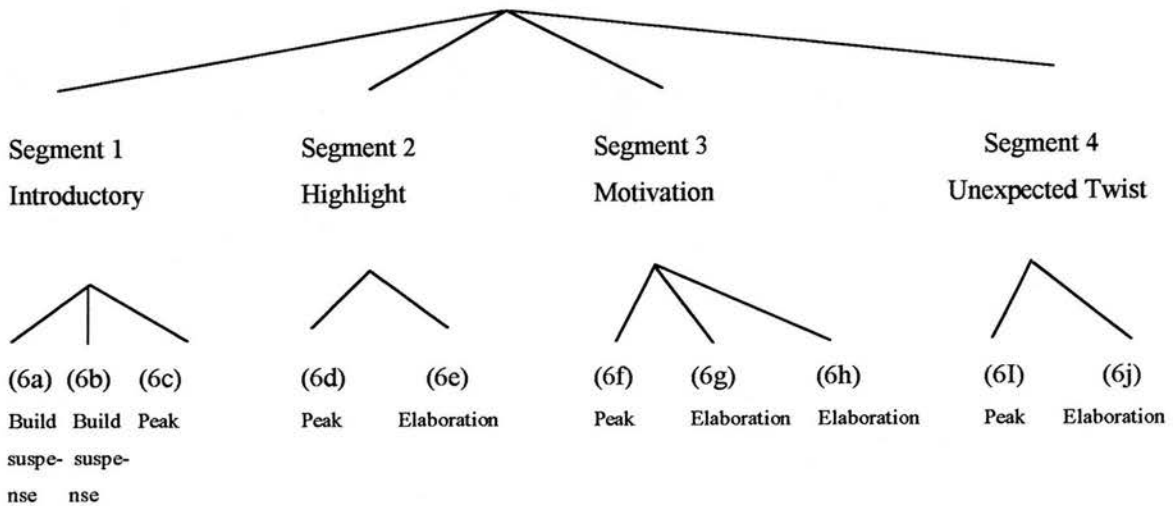 Segment 1 Segment 2 Segment 3 Segment 4
Introductory Highlight Motivation Unexpected Twist
(6a) (6b) (6c) (6d) (6e) (6f) (6g) (6h) (6I) (6j)
Build Build Peak Peak Elaboration Peak Elaboration Elaboration Peak Elaboration
suspe- suspe-
nse nse